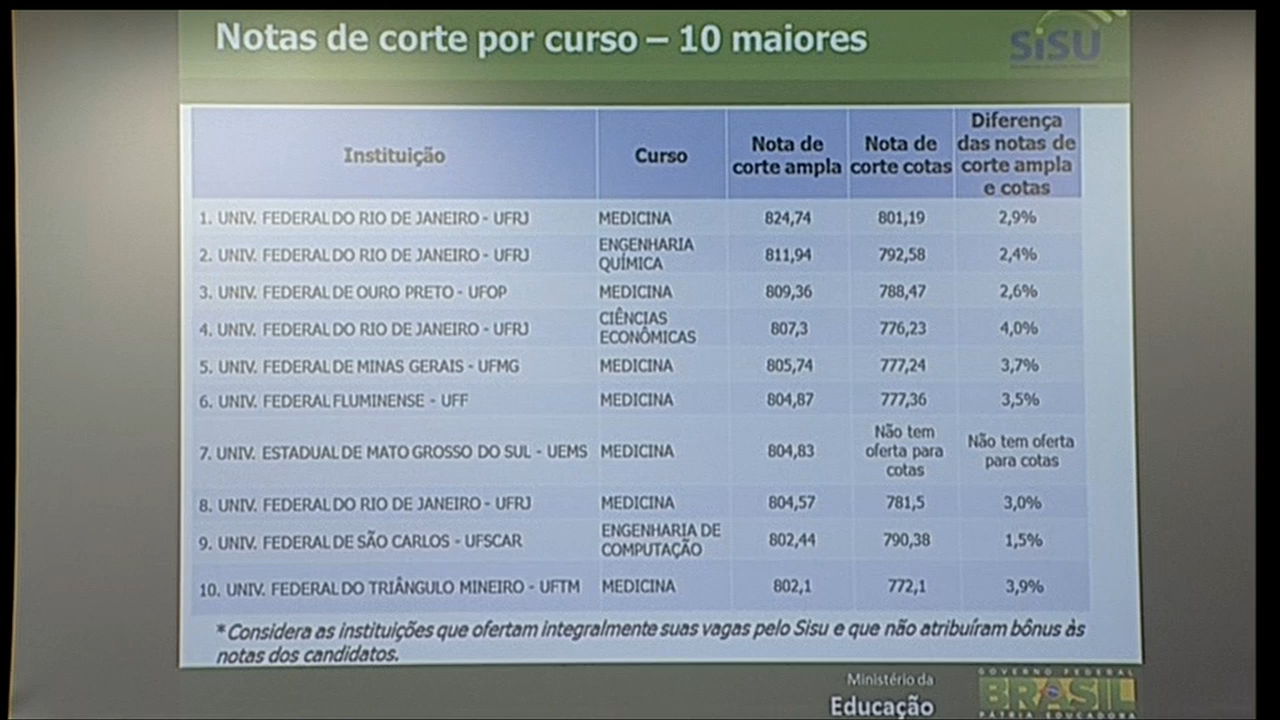 Notas de corte por curso – 10 maiores
SiSU
Instituição
Curso
Nota de
corte ampla
Nota de
corte cotas
Diferença
das notas de
corte ampla
e cotas
1. UNIV. FEDERAL DO RIO DE JANEIRO - UFRJ MEDICINA 824,74 801,19 2,9%
2. UNIV. FEDERAL DO RIO DE JANEIRO - UFRJ ENGENHARIA
QUÍMICA 811,94 792,58 2,4%
3. UNIV. FEDERAL DE OURO PRETO - UFOP MEDICINA 809,36 788,47 2,6%
4. UNIV. FEDERAL DO RIO DE JANEIRO - UFRJ CIÊNCIAS
ECONÔMICAS 807,3 776,23 4,0%
5. UNIV. FEDERAL DE MINAS GERAIS - UFMG MEDICINA 805,74 777,24 3,7%
6. UNIV. FEDERAL FLUMINENSE - UFF MEDICINA 804,87 777,36 3,5%
7. UNIV. ESTADUAL DE MATO GROSSO DO SUL - UEMS MEDICINA 804,83
Não tem
oferta para
cotas
Não tem oferta
para cotas
8. UNIV. FEDERAL DO RIO DE JANEIRO - UFRJ MEDICINA 804,57 781,5 3,0%
9. UNIV. FEDERAL DE SÃO CARLOS - UFSCAR ENGENHARIA DE
COMPUTAÇÃO 802,44 790,38 1,5%
10. UNIV. FEDERAL DO TRIÂNGULO MINEIRO - UFTM MEDICINA 802,1 772,1 3,9%
* Considera as instituições que ofertam integralmente suas vagas pelo Sisu e que não atribuíram bônus às
notas dos candidatos.
Ministério da
Educação
GOVERNO FEDERAL
BRASIL
PÁTRIA EDUCADORA